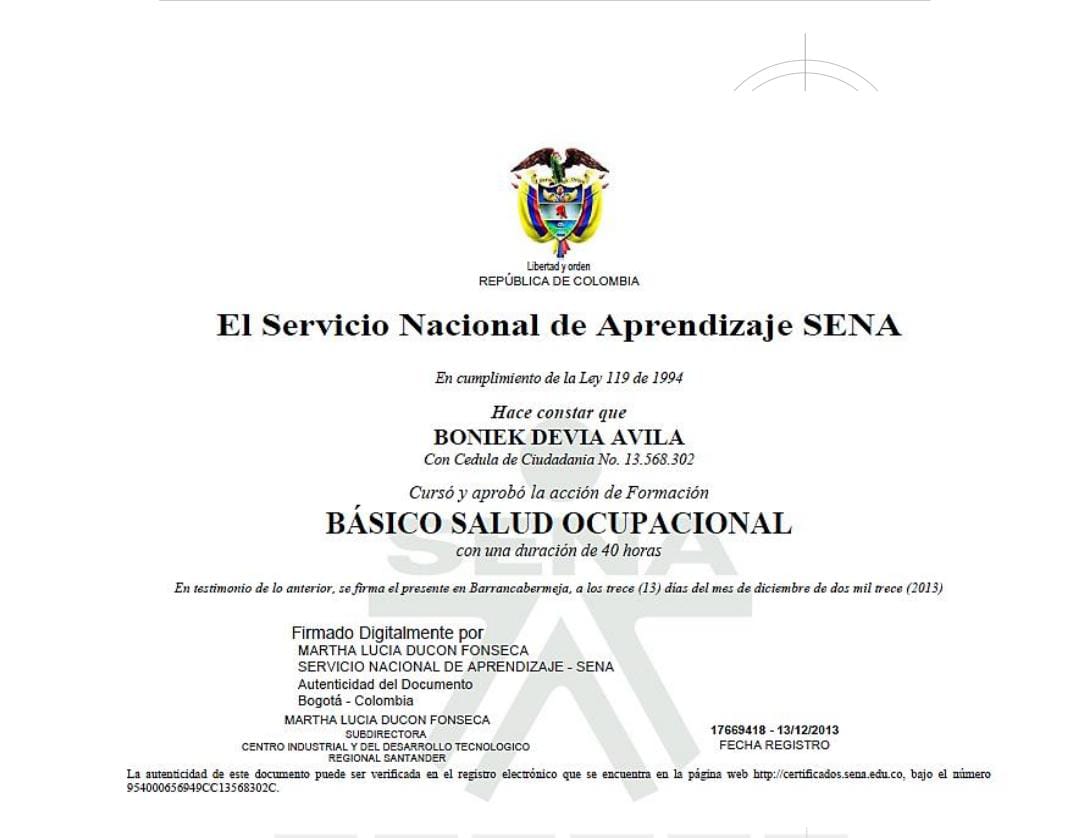 Libertad y orden
REPÚBLICA DE COLOMBIA
El Servicio Nacional de Aprendizaje SENA
En cumplimiento de la Ley 119 de 1994
Hace constar que
BONIEK DEVIA AVILA
Con Cedula de Ciudadania No. 13.568.302
Cursó y aprobó la acción de Formación
BÁSICO SALUD OCUPACIONAL
SENA
con una duración de 40 horas
En testimonio de lo anterior, se firma el presente en Barrancabermeja, a los trece (13) días del mes de diciembre de dos mil trece (2013)
Firmado Digitalmente por
MARTHA LUCIA DUCON FONSECA
SERVICIO NACIONAL DE APRENDIZAJE - SENA
Autenticidad del Documento
Bogotá - Colombia
MARTHA LUCIA DUCON FONSECA
SUBDIRECTORA
CENTRO INDUSTRIAL Y DEL DESARROLLO TECNOLOGICO
REGIONAL SANTANDER
17669418 - 13/12/2013
FECHA REGISTRO
La autenticidad de este documento puede ser verificada en el registro electrónico que se encuentra en la página web http://certificados.sena.edu.co, bajo el número
954000656949CC13568302C.